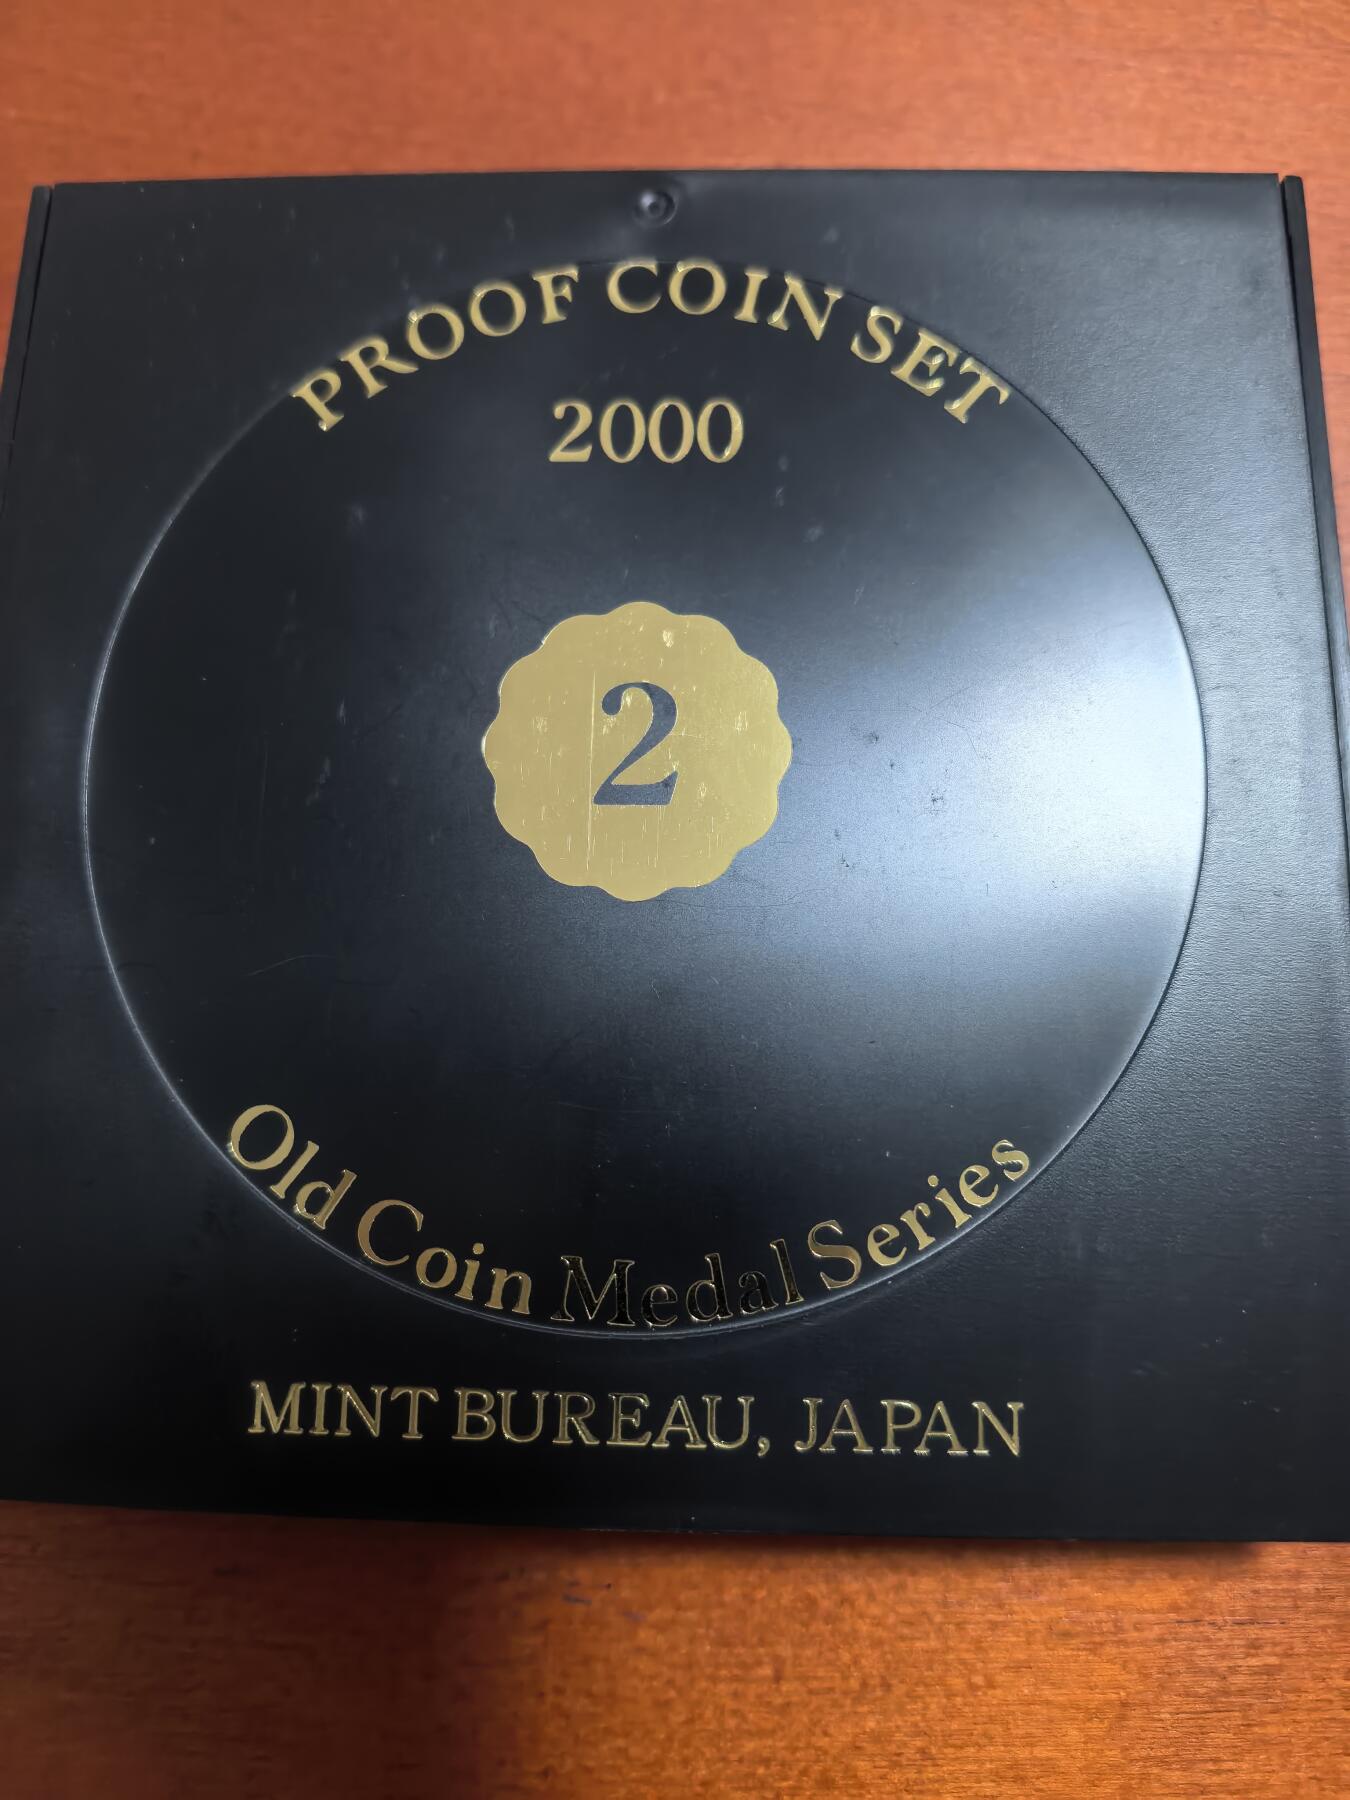 PROOF COIN SET
2000
2
Old Coin Medal Series
MINT BUREAU, JAPAN